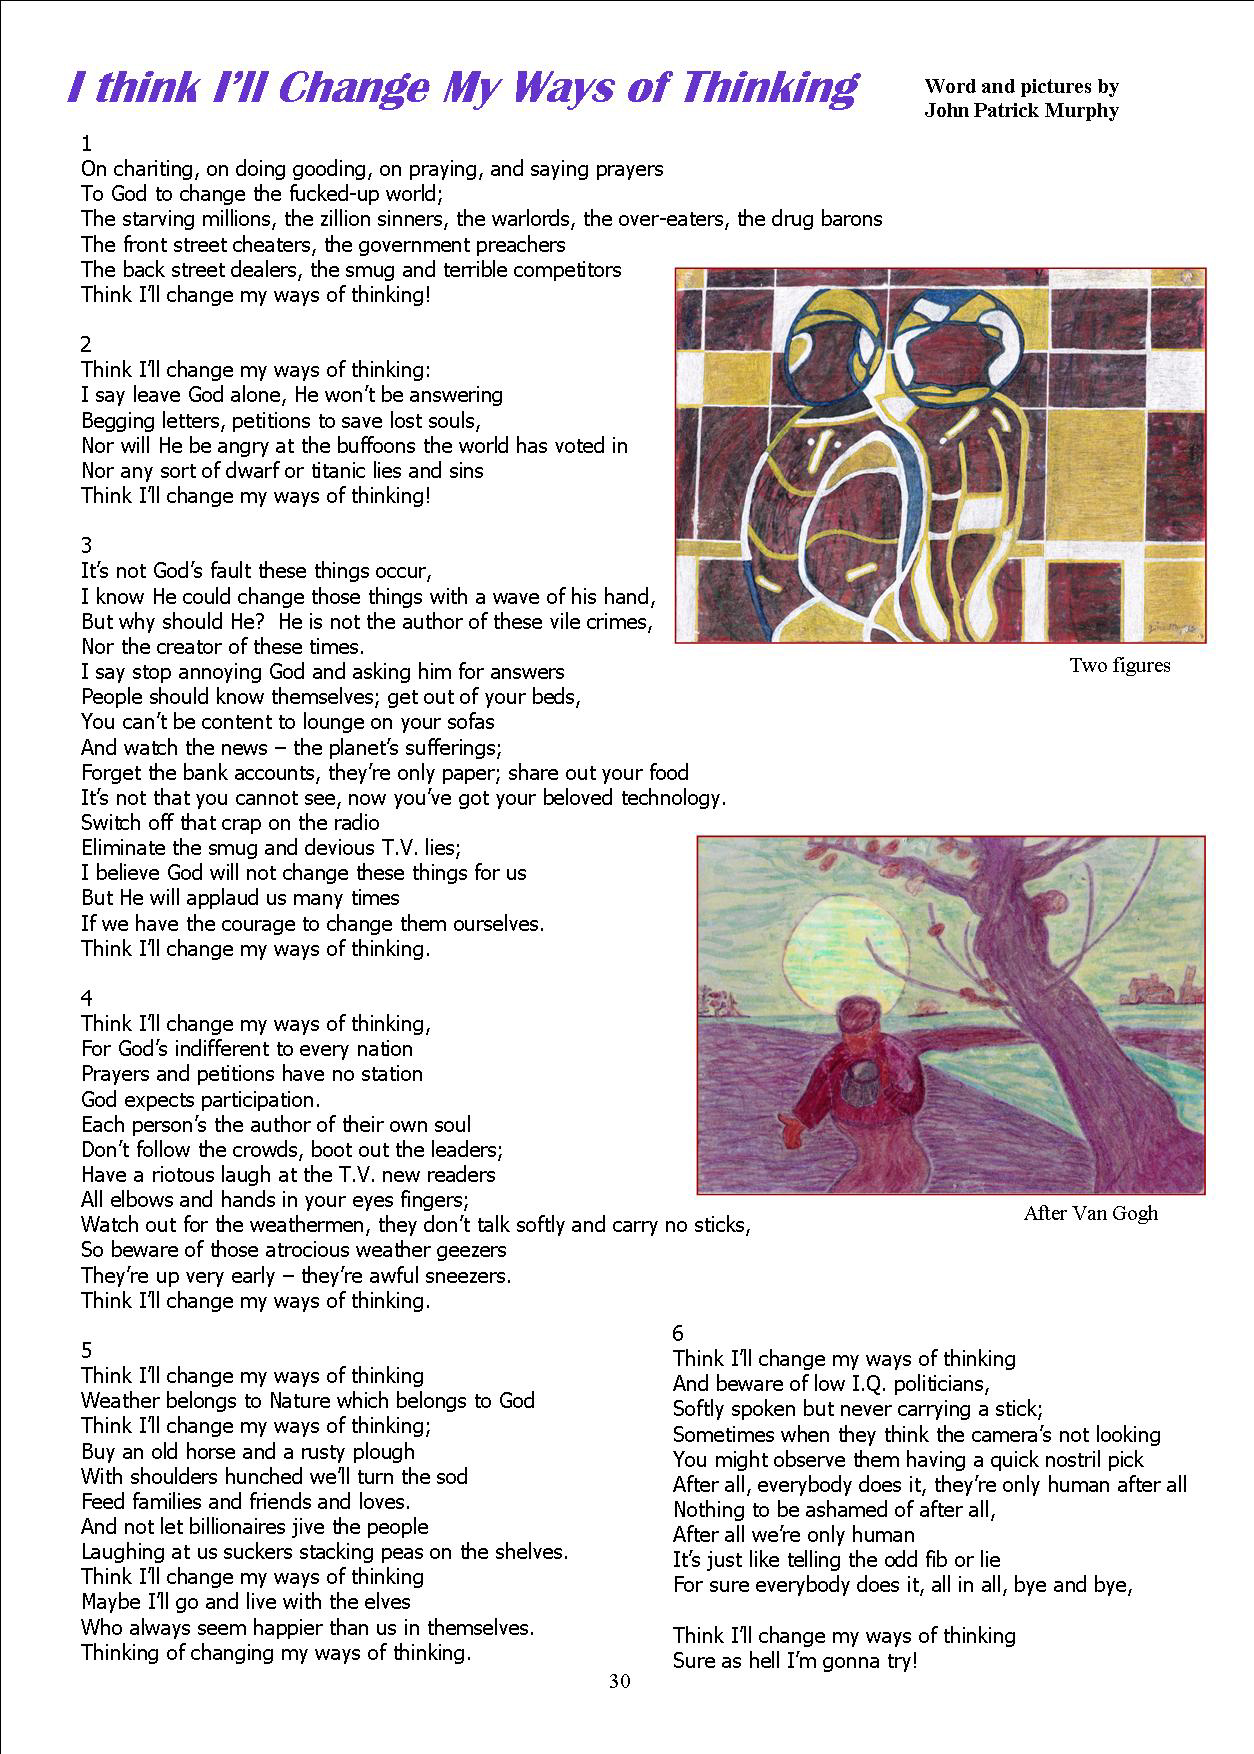 I think I'll Change My Ways of Thinking
Word and pictures by
John Patrick Murphy
1
On chariting, on doing gooding, on praying, and saying prayers
To God to change the fucked-up world;
The starving millions, the zillion sinners, the warlords, the over-eaters, the drug barons
The front street cheaters, the government preachers
The back street dealers, the smug and terrible competitors
Think I'll change my ways of thinking!
2
Think I'll change my ways of thinking:
I say leave God alone, He won't be answering
Begging letters, petitions to save lost souls,
Nor will He be angry at the buffoons the world has voted in
Nor any sort of dwarf or titanic lies and sins
Think I'll change my ways of thinking!
3
It's not God's fault these things occur,
I know He could change those things with a wave of his hand,
But why should He?  He is not the author of these vile crimes,
Nor the creator of these times.
I say stop annoying God and asking him for answers
People should know themselves; get out of your beds,
You can't be content to lounge on your sofas
And watch the news – the planet's sufferings;
Forget the bank accounts, they're only paper; share out your food
It's not that you cannot see, now you've got your beloved technology.
Switch off that crap on the radio
Eliminate the smug and devious T.V. lies;
I believe God will not change these things for us
But He will applaud us many times
If we have the courage to change them ourselves.
Think I'll change my ways of thinking.
Two figures
After Van Gogh
4
Think I'll change my ways of thinking,
For God's indifferent to every nation
Prayers and petitions have no station
God expects participation.
Each person's the author of their own soul
Don't follow the crowds, boot out the leaders;
Have a riotous laugh at the T.V. new readers
All elbows and hands in your eyes fingers;
Watch out for the weathermen, they don't talk softly and carry no sticks,
So beware of those atrocious weather geezers
They're up very early – they're awful sneezers.
Think I'll change my ways of thinking.
5
Think I'll change my ways of thinking
Weather belongs to Nature which belongs to God
Think I'll change my ways of thinking;
Buy an old horse and a rusty plough
With shoulders hunched we'll turn the sod
Feed families and friends and loves.
And not let billionaires jive the people
Laughing at us suckers stacking peas on the shelves.
Think I'll change my ways of thinking
Maybe I'll go and live with the elves
Who always seem happier than us in themselves.
Thinking of changing my ways of thinking.
6
Think I'll change my ways of thinking
And beware of low I.Q. politicians,
Softly spoken but never carrying a stick;
Sometimes when they think the camera's not looking
You might observe them having a quick nostril pick
After all, everybody does it, they're only human after all
Nothing to be ashamed of after all,
After all we're only human
It's just like telling the odd fib or lie
For sure everybody does it, all in all, bye and bye,
Think I'll change my ways of thinking
Sure as hell I'm gonna try!
30